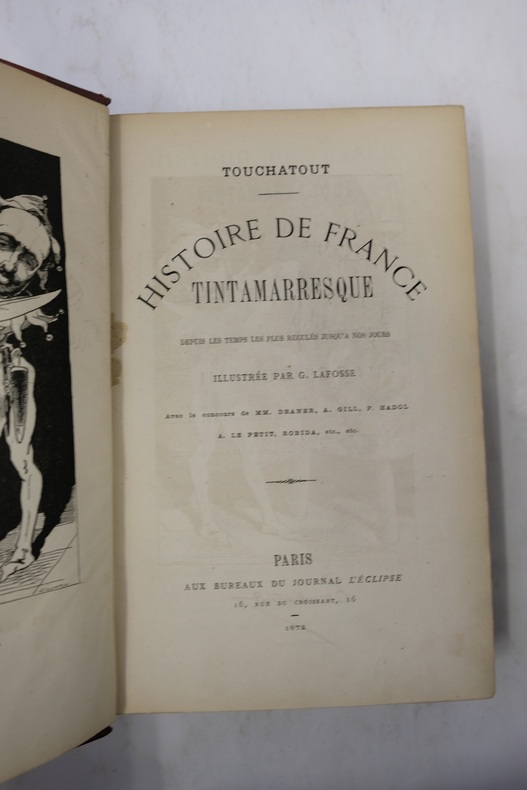 TOUCHATOUT
HISTOIRE DE FRANCE
TINTAMARRESQUE
DEPUIS LES TEMPS LES PLUS RECULÉS JUSQU'A NOS JOURS
ILLUSTRÉE PAR G. LAFOSSE
Avec le concours de MM. DRANER, A. GILL, F. HADOL
A. LE PETIT, ROBIDA, etc., etc.
PARIS
AUX BUREAUX DU JOURNAL L'ÉCLIPSE
16, RUE DU CROISSANT, 16
1872